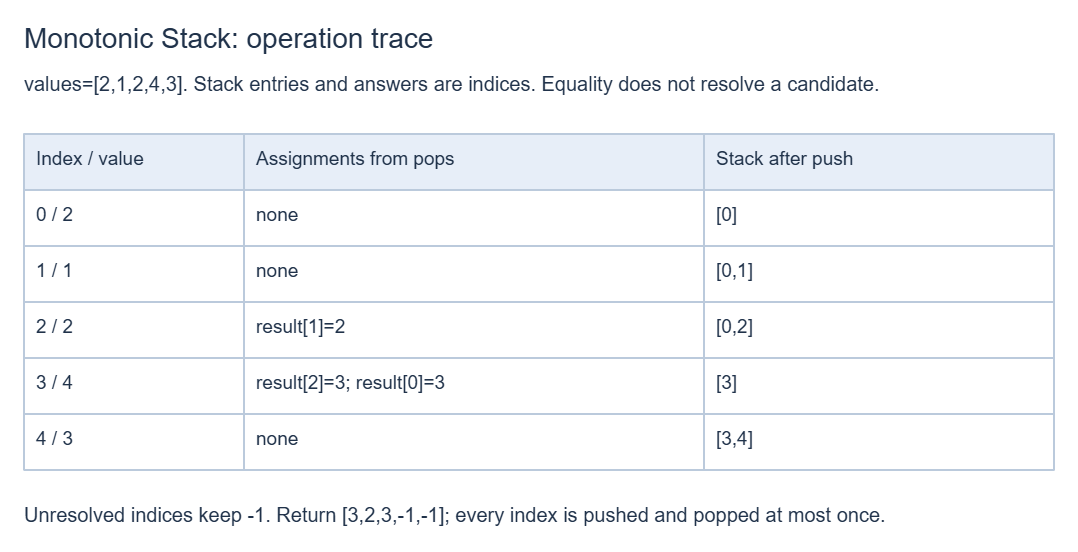 Monotonic Stack: operation trace
values=[2,1,2,4,3]. Stack entries and answers are indices. Equality does not resolve a candidate.
Index / value Assignments from pops Stack after push
0 / 2 none [0]
1 / 1 none [0,1]
2 / 2 result[1]=2 [0,2]
3 / 4 result[2]=3; result[0]=3 [3]
4 / 3 none [3,4]
Unresolved indices keep -1. Return [3,2,3,-1,-1]; every index is pushed and popped at most once.